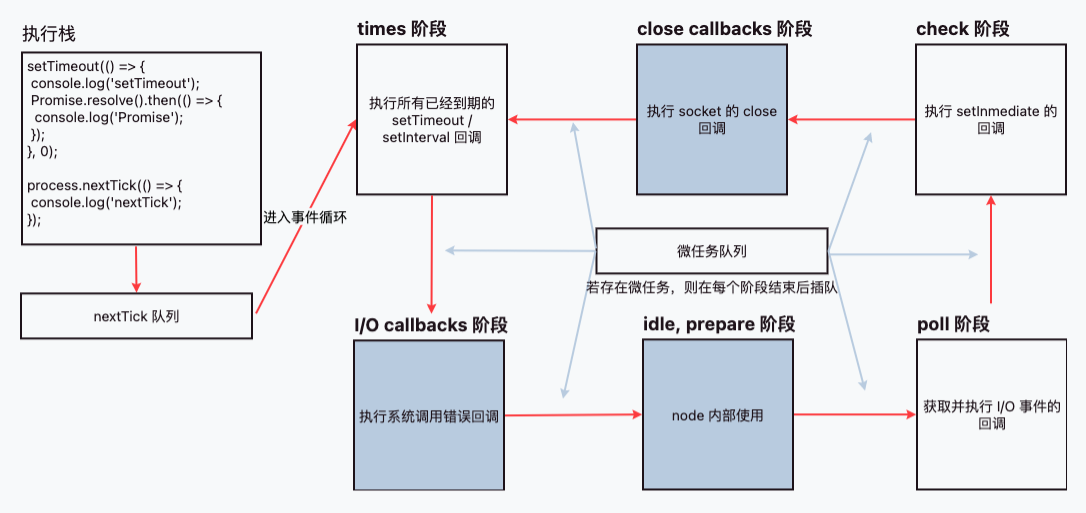 执行栈
setTimeout(() => {
console.log('setTimeout');
Promise.resolve().then(() => {
console.log('Promise');
});
}, 0);
process.nextTick(() => {
console.log('nextTick');
});
nextTick 队列
进入事件循环
times 阶段
执行所有已经到期的
setTimeout /
setInterval 回调
close callbacks 阶段
执行 socket 的 close
回调
check 阶段
执行 setInmediate 的
回调
微任务队列
若存在微任务，则在每个阶段结束后插队
I/O callbacks 阶段
执行系统调用错误回调
idle, prepare 阶段
node 内部使用
poll 阶段
获取并执行 I/O 事件的
回调